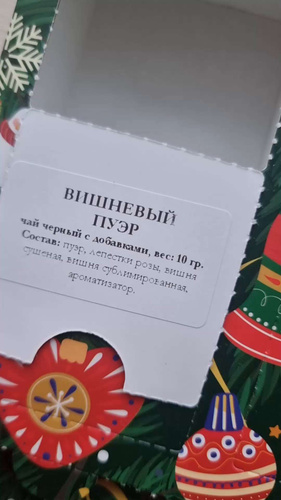 ВИШНЕВЫЙ
ПУЭР
чай черный с добавками, вес: 10 гр.
Состав: пуэр, лепестки розы, вишня
сушеная, вишня сублимированная,
ароматизатор.